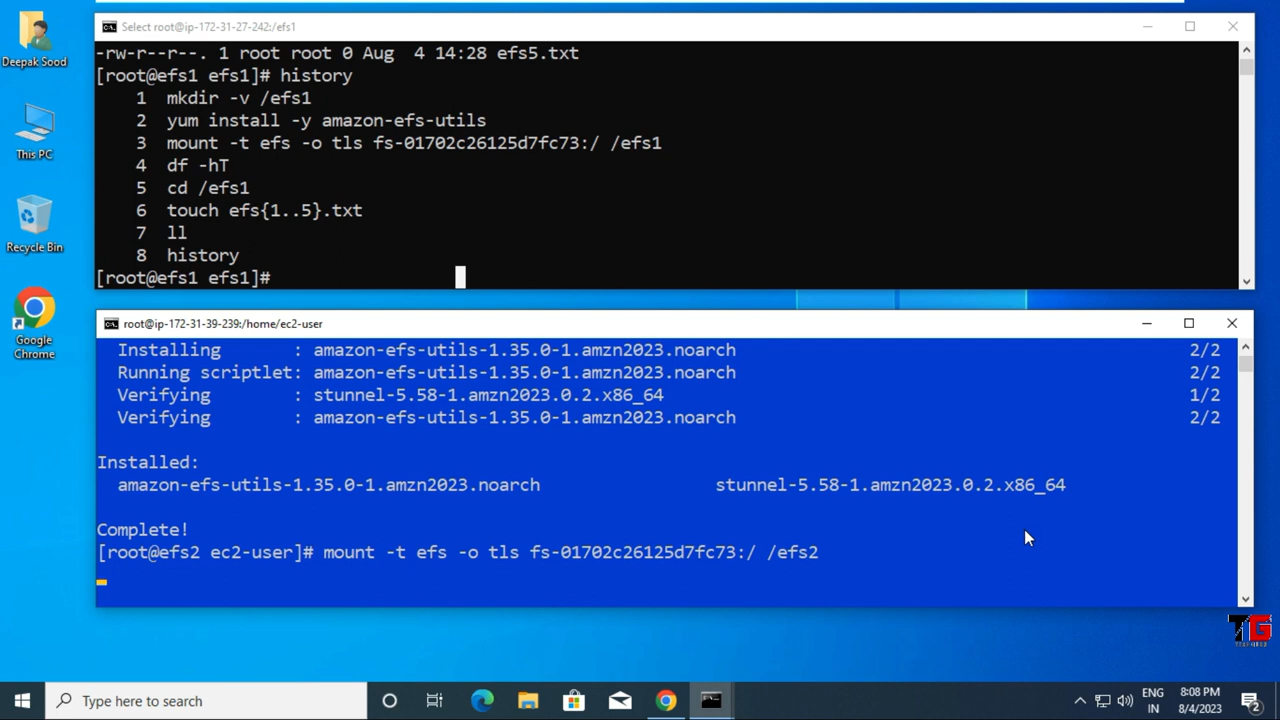 Deepak Sood
This PC
Recycle Bin
Google
Chrome
Select root@ip-172-31-27-242:/efs1
-rw-r--r--. 1 root root 0 Aug  4 14:28 efs5.txt
[root@efs1 efs1]# history
    1  mkdir -v /efs1
    2  yum install -y amazon-efs-utils
    3  mount -t efs -o tls fs-01702c26125d7fc73:/ /efs1
    4  df -hT
    5  cd /efs1
    6  touch efs{1..5}.txt
    7  ll
    8  history
[root@efs1 efs1]#
root@ip-172-31-39-239:/home/ec2-user
  Installing       : amazon-efs-utils-1.35.0-1.amzn2023.noarch 2/2
  Running scriptlet: amazon-efs-utils-1.35.0-1.amzn2023.noarch 2/2
  Verifying        : stunnel-5.58-1.amzn2023.0.2.x86_64 1/2
  Verifying        : amazon-efs-utils-1.35.0-1.amzn2023.noarch 2/2
Installed:
  amazon-efs-utils-1.35.0-1.amzn2023.noarch stunnel-5.58-1.amzn2023.0.2.x86_64
Complete!
[root@efs2 ec2-user]# mount -t efs -o tls fs-01702c26125d7fc73:/ /efs2
TG
Type here to search
ENG
IN
8:08 PM
8/4/2023
2